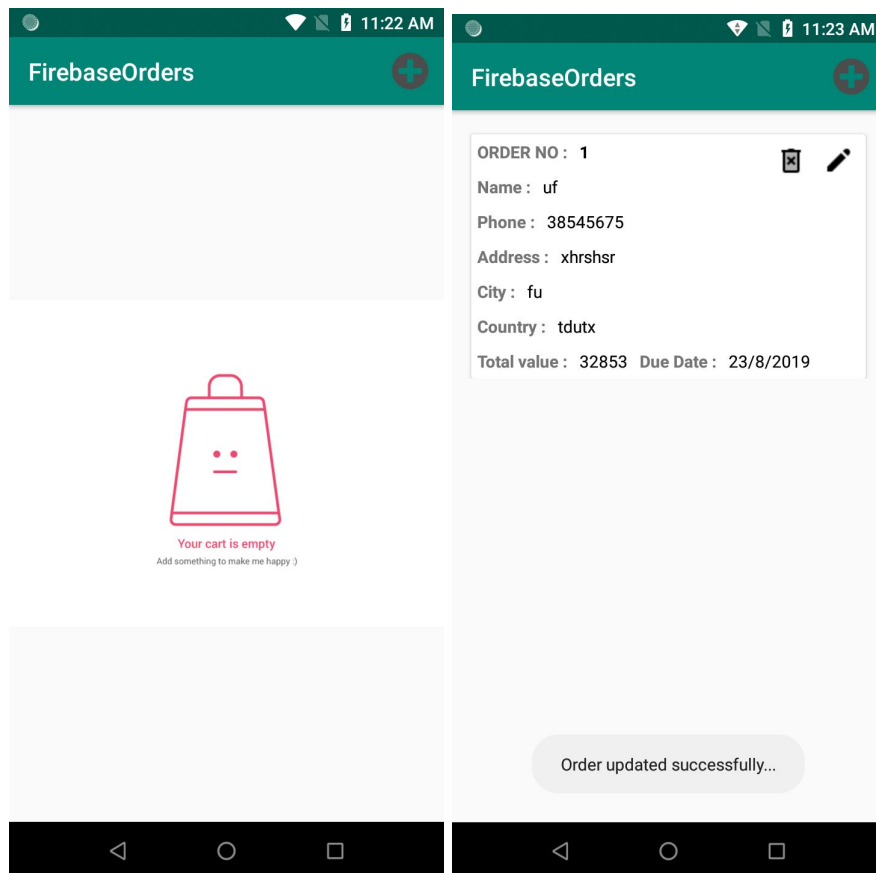 11:22 AM
FirebaseOrders
Your cart is empty
Add something to make me happy :)
11:23 AM
FirebaseOrders
ORDER NO : 1
Name : uf
Phone : 38545675
Address : xhrshsr
City : fu
Country : tdutx
Total value : 32853 Due Date : 23/8/2019
Order updated successfully...